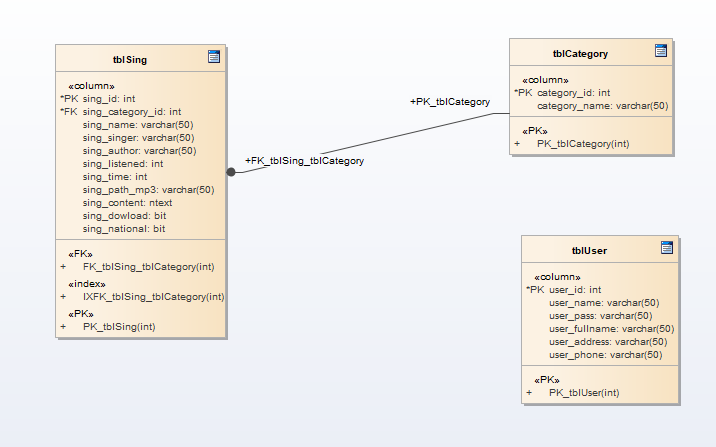 tblSing
«column»
*PK sing_id: int
*FK sing_category_id: int
sing_name: varchar(50)
sing_singer: varchar(50)
sing_author: varchar(50)
sing_listened: int
sing_time: int
sing_path_mp3: varchar(50)
sing_content: ntext
sing_dowload: bit
sing_national: bit
«FK»
+ FK_tblSing_tblCategory(int)
«index»
+ IXFK_tblSing_tblCategory(int)
«PK»
+ PK_tblSing(int)
+PK_tblCategory
+FK_tblSing_tblCategory
tblCategory
«column»
*PK category_id: int
category_name: varchar(50)
«PK»
+ PK_tblCategory(int)
tblUser
«column»
*PK user_id: int
user_name: varchar(50)
user_pass: varchar(50)
user_fullname: varchar(50)
user_address: varchar(50)
user_phone: varchar(50)
«PK»
+ PK_tblUser(int)